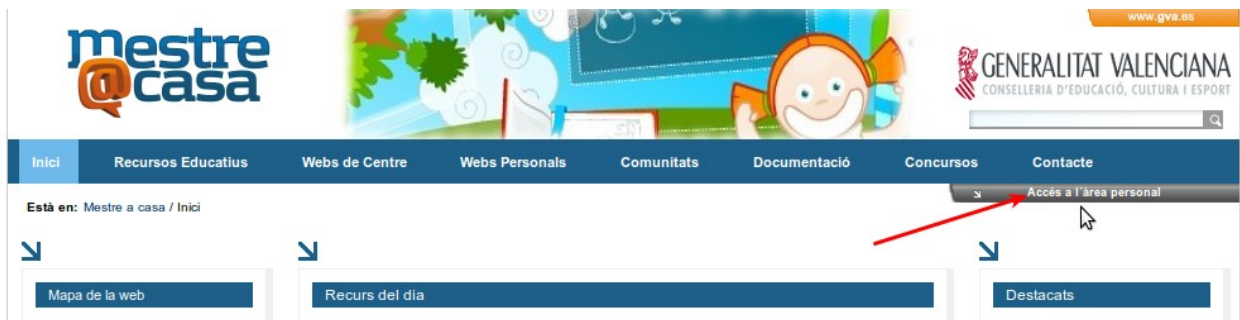 www.gva.es
mestre
@casa
GENERALITAT VALENCIANA
CONSELLERIA D'EDUCACIÓ, CULTURA I ESPORT
Inici Recursos Educatius Webs de Centre Webs Personals Comunitats Documentació Concursos Contacte
Accés a l'àrea personal
Està en: Mestre a casa / Inici
Mapa de la web
Recurs del dia
Destacats